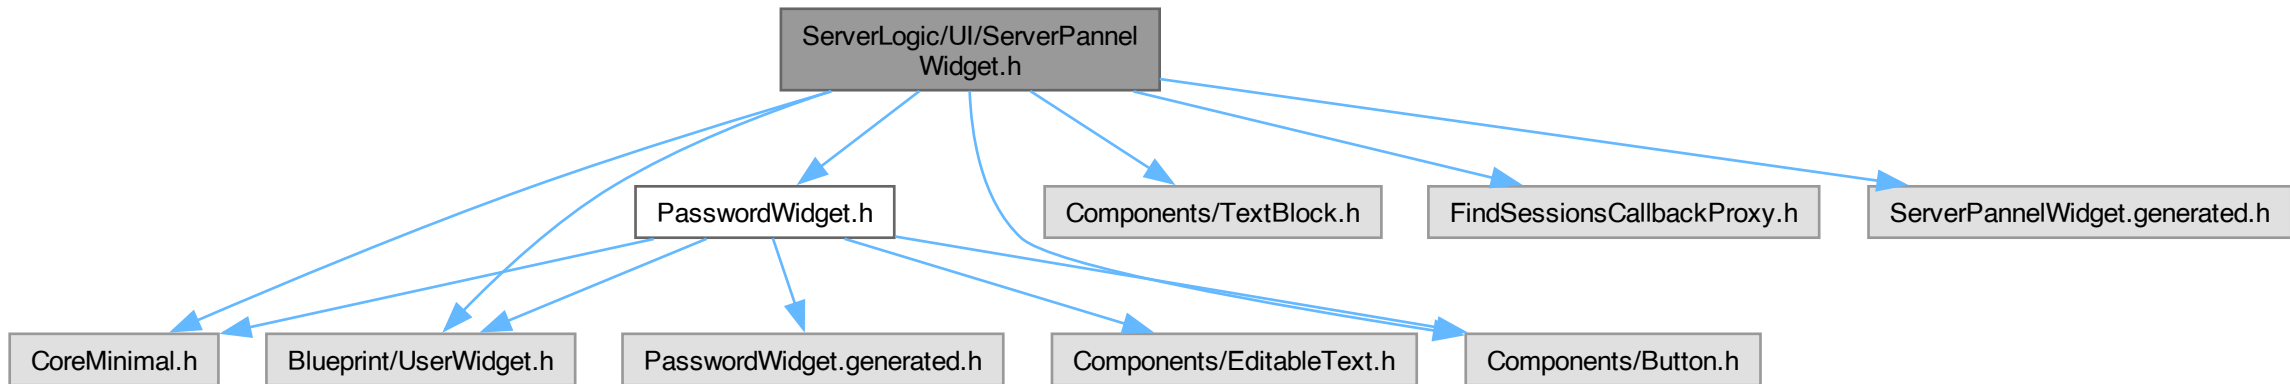 ServerLogic/UI/ServerPannel
Widget.h
PasswordWidget.h
Components/TextBlock.h
FindSessionsCallbackProxy.h
ServerPannelWidget.generated.h
CoreMinimal.h
Blueprint/UserWidget.h
PasswordWidget.generated.h
Components/EditableText.h
Components/Button.h